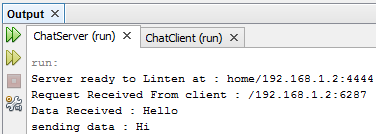 Output
ChatServer (run)
ChatClient (run)
run:
Server ready to Linten at : home/192.168.1.2:4444
Request Received From client : /192.168.1.2:6287
Data Received : Hello
sending data : Hi